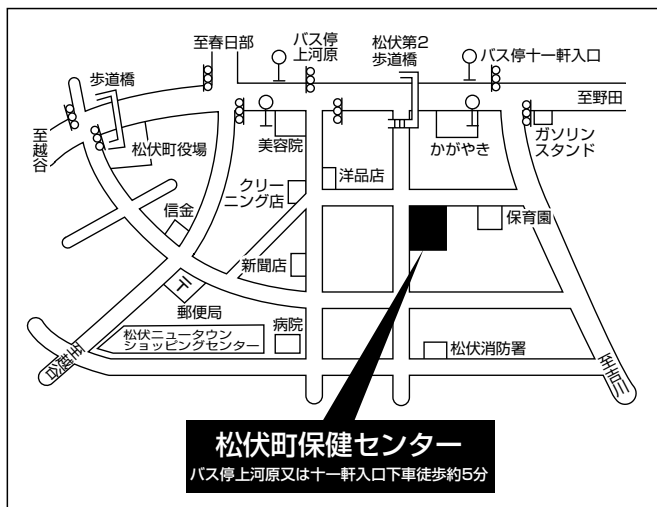 至春日部
バス停
上河原
松伏第2
歩道橋
バス停十一軒入口
歩道橋
至野田
至越谷
松伏町役場
美容院
かがやき
ガソリン
スタンド
洋品店
クリー
ニング店
信金
保育園
新聞店
〒
郵便局
松伏ニュータウン
ショッピングセンター
病院
松伏消防署
至越谷
至吉川
松伏町保健センター
バス停上河原又は十一軒入口下車徒歩約5分